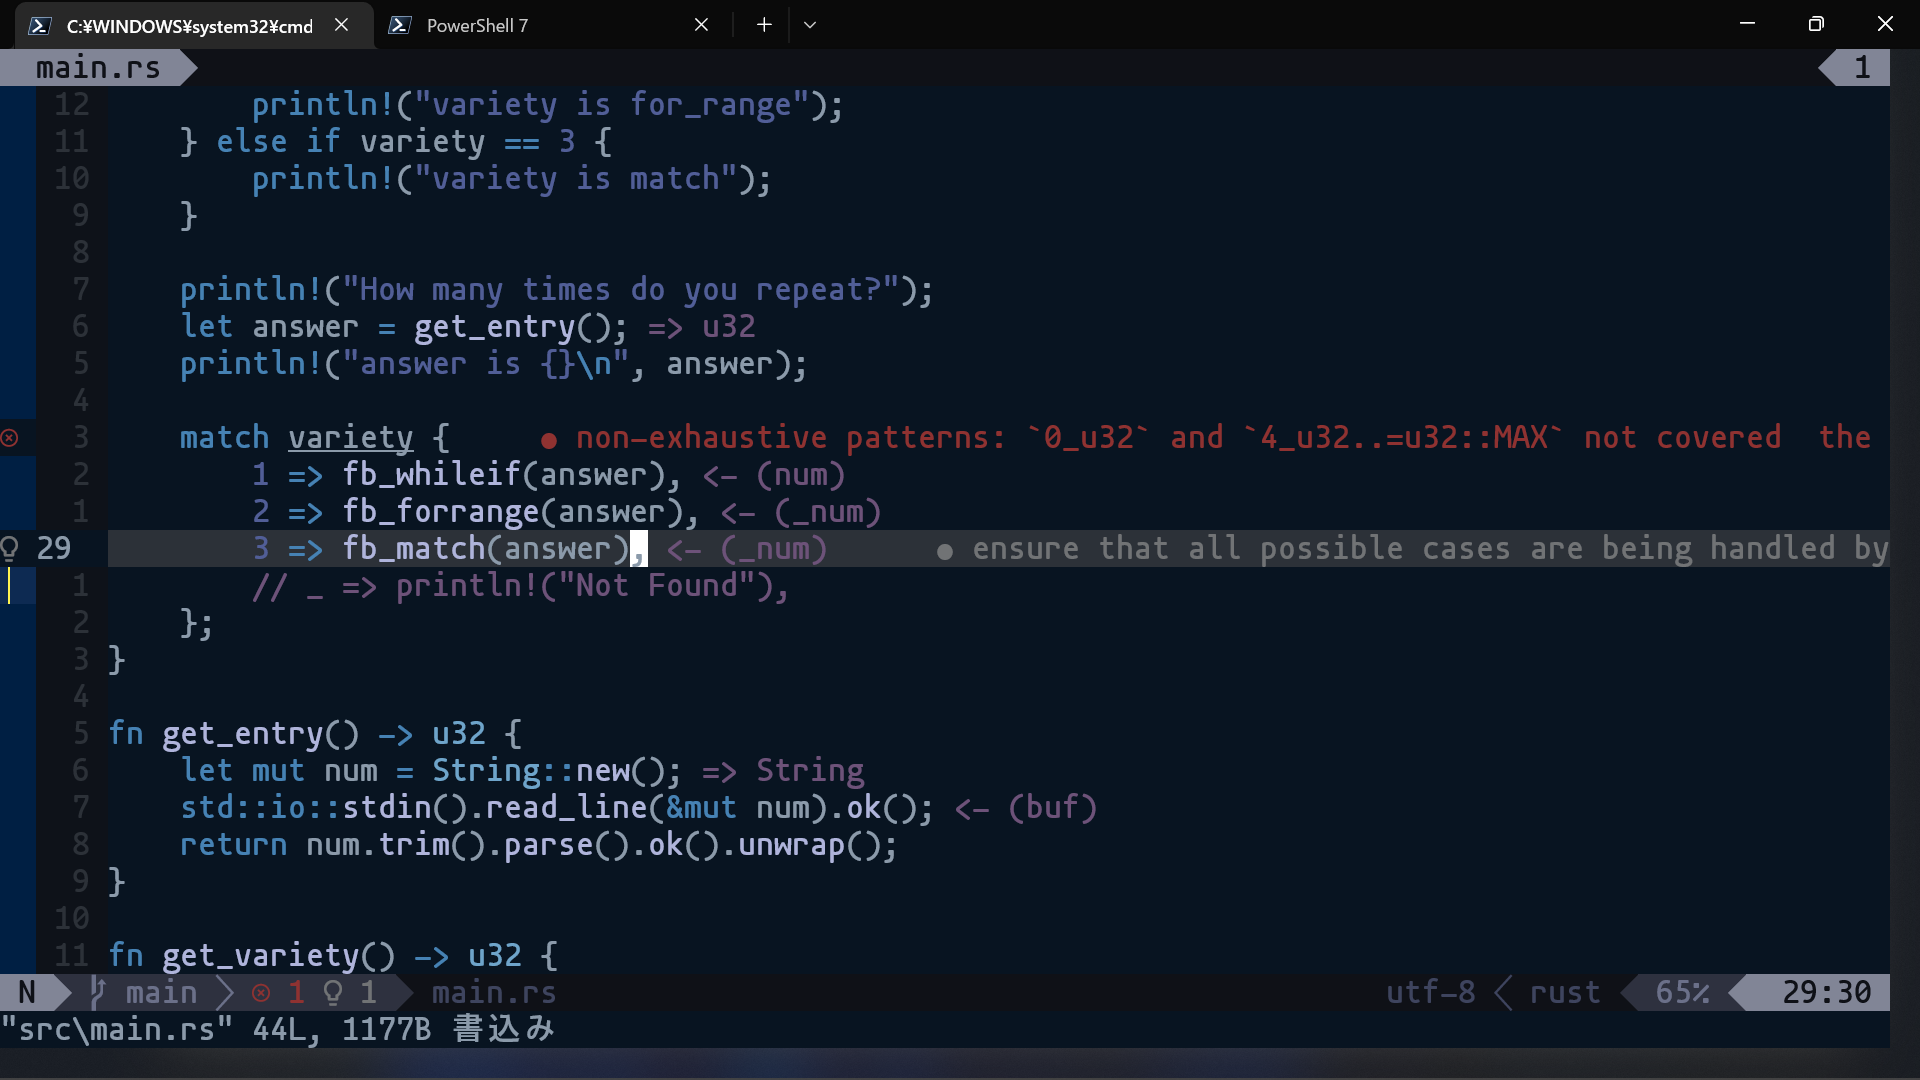 C:¥WINDOWS¥system32¥cmd
PowerShell 7
main.rs
1
12 println!("variety is for_range");
11 } else if variety == 3 {
10 println!("variety is match");
9 }
8
7 println!("How many times do you repeat?");
6 let answer = get_entry(); => u32
5 println!("answer is {}\n", answer);
4
3 match variety { ● non-exhaustive patterns: `0_u32` and `4_u32..=u32::MAX` not covered  the
2 1 => fb_whileif(answer), <- (num)
1 2 => fb_forrange(answer), <- (_num)
29 3 => fb_match(answer), <- (_num) ● ensure that all possible cases are being handled by
1 // _ => println!("Not Found"),
2 };
3 }
4
5 fn get_entry() -> u32 {
6 let mut num = String::new(); => String
7 std::io::stdin().read_line(&mut num).ok(); <- (buf)
8 return num.trim().parse().ok().unwrap();
9 }
10
11 fn get_variety() -> u32 {
N main 1 1 main.rs utf-8 rust 65% 29:30
"src\main.rs" 44L, 1177B 書込み